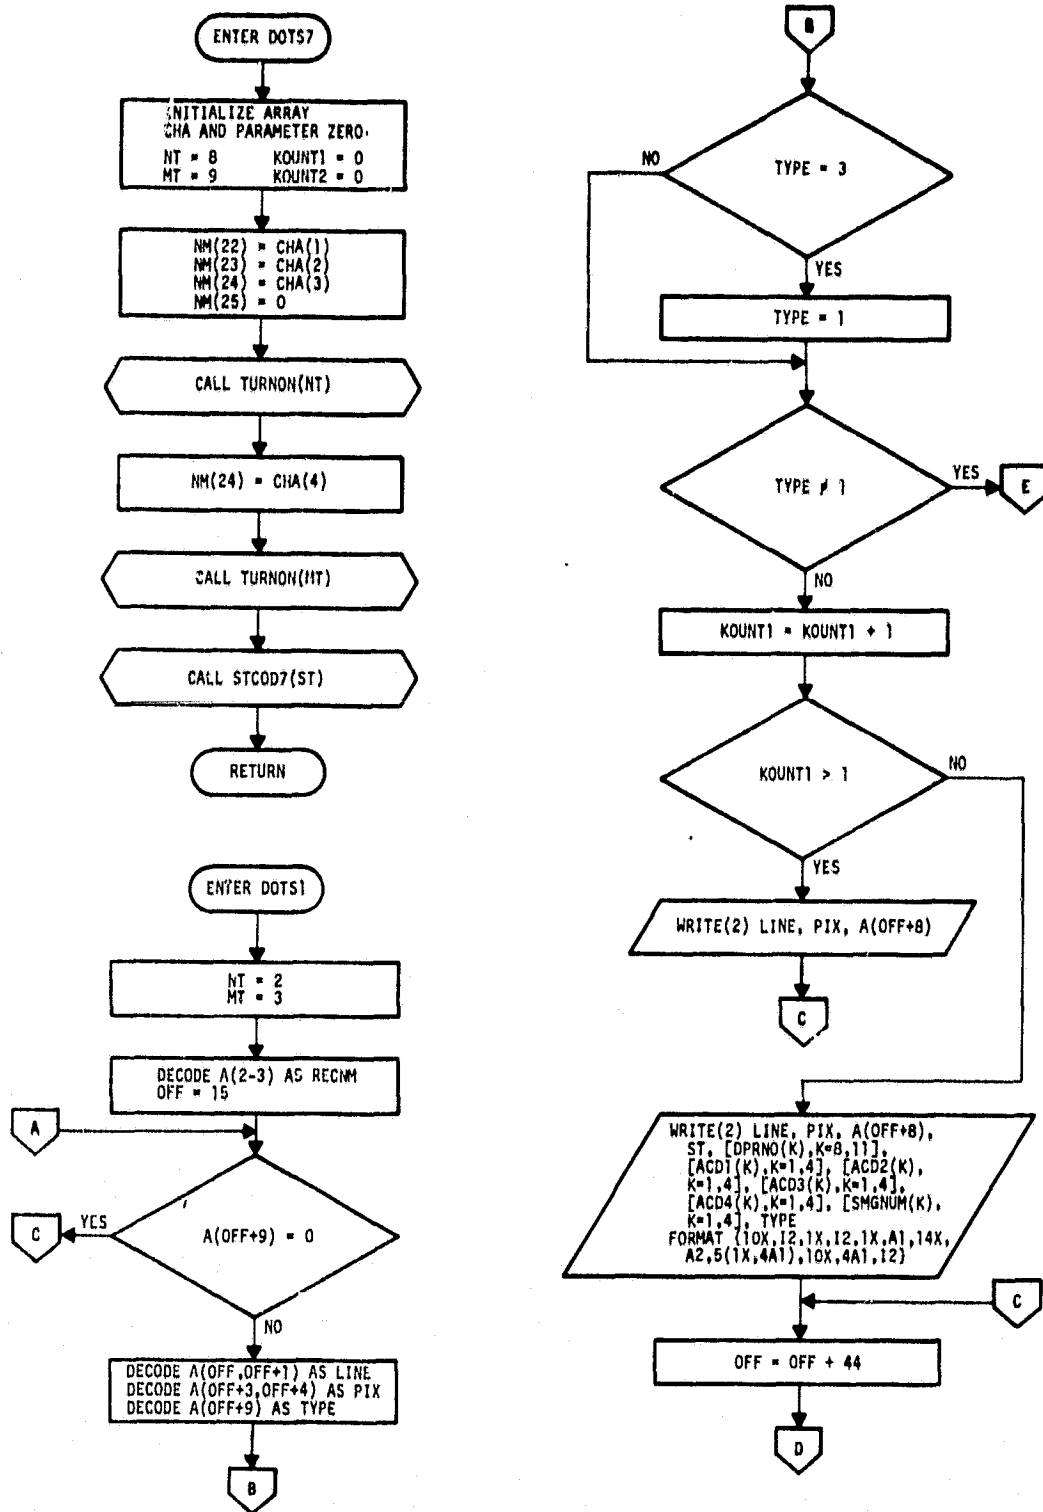 ENTER DOTS7
INITIALIZE ARRAY
CHA AND PARAMETER ZERO.
NT = 8 KOUNT1 = 0
MT = 9 KOUNT2 = 0
NM(22) = CHA(1)
NM(23) = CHA(2)
NM(24) = CHA(3)
NM(25) = 0
CALL TURNON(NT)
NM(24) = CHA(4)
CALL TURNON(MT)
CALL STCOD7(ST)
RETURN
ENTER DOTS1
NT = 2
MT = 3
DECODE A(2-3) AS RECNM
OFF = 15
A
C
YES
A(OFF+9) = 0
NO
DECODE A(OFF,OFF+1) AS LINE
DECODE A(OFF+3,OFF+4) AS PIX
DECODE A(OFF+9) AS TYPE
B
B
NO
TYPE = 3
YES
TYPE = 1
TYPE ≠ 1
YES
E
NO
KOUNT1 = KOUNT1 + 1
KOUNT1 > 1
NO
YES
WRITE(2) LINE, PIX, A(OFF+8)
C
WRITE(2) LINE, PIX, A(OFF+8),
ST, [DPRNO(K),K=8,11],
[ACD1(K),K=1,4], [ACD2(K),
K=1,4], [ACD3(K),K=1,4],
[ACD4(K),K=1,4], [SMGNUM(K),
K=1,4], TYPE
FORMAT (10X,I2,1X,I2,1X,A1,14X,
A2,5(1X,4A1),10X,4A1,I2)
C
OFF = OFF + 44
D